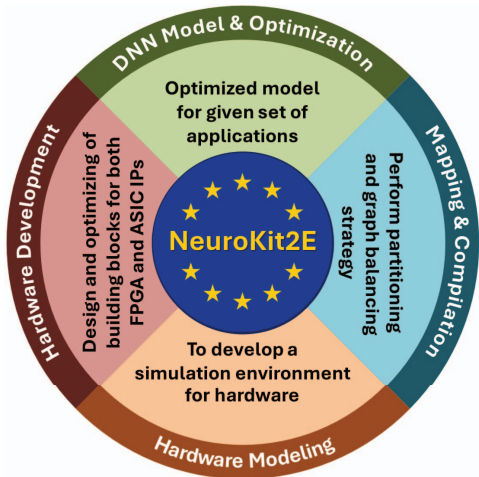 DNN Model & Optimization
Optimized model
for given set of
applications
Mapping & Compilation
Perform partitioning
and graph balancing
strategy
Hardware Modeling
To develop a
simulation environment
for hardware
Hardware Development
Design and optimizing of
building blocks for both
FPGA and ASIC IPs
NeuroKit2E